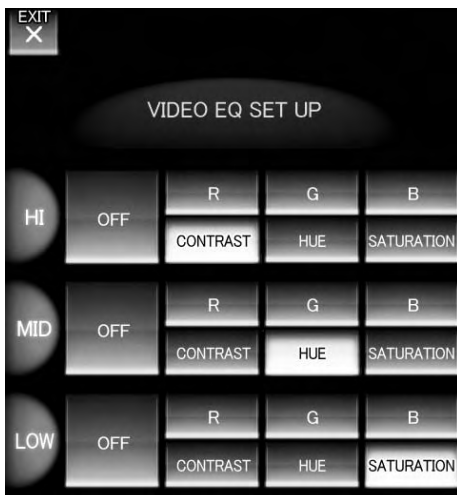 EXIT
×
VIDEO EQ SET UP
R G B
HI OFF
CONTRAST HUE SATURATION
R G B
MID OFF
CONTRAST HUE SATURATION
R G B
LOW OFF
CONTRAST HUE SATURATION